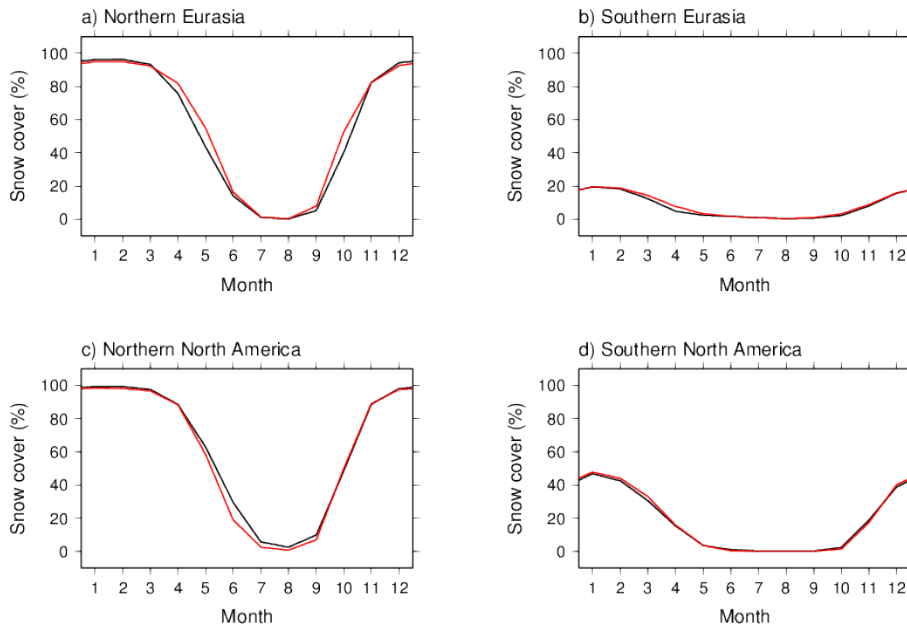 a) Northern Eurasia
Snow cover (%)
100
80
60
40
20
0
1 2 3 4 5 6 7 8 9 10 11 12
Month
b) Southern Eurasia
Snow cover (%)
100
80
60
40
20
0
1 2 3 4 5 6 7 8 9 10 11 12
Month
c) Northern North America
Snow cover (%)
100
80
60
40
20
0
1 2 3 4 5 6 7 8 9 10 11 12
Month
d) Southern North America
Snow cover (%)
100
80
60
40
20
0
1 2 3 4 5 6 7 8 9 10 11 12
Month